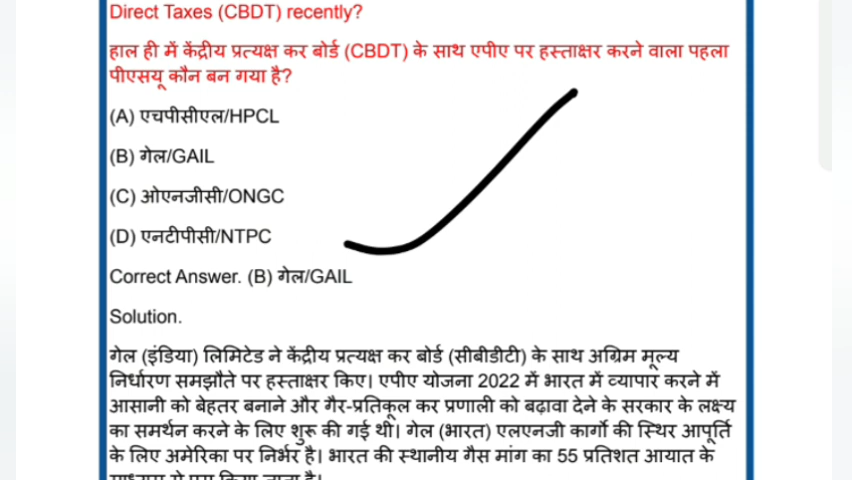 Direct Taxes (CBDT) recently?
हाल ही में केंद्रीय प्रत्यक्ष कर बोर्ड (CBDT) के साथ एपीए पर हस्ताक्षर करने वाला पहला
पीएसयू कौन बन गया है?
(A) एचपीसीएल/HPCL
(B) गेल/GAIL
(C) ओएनजीसी/ONGC
(D) एनटीपीसी/NTPC
Correct Answer. (B) गेल/GAIL
Solution.
गेल (इंडिया) लिमिटेड ने केंद्रीय प्रत्यक्ष कर बोर्ड (सीबीडीटी) के साथ अग्रिम मूल्य
निर्धारण समझौते पर हस्ताक्षर किए। एपीए योजना 2022 में भारत में व्यापार करने में
आसानी को बेहतर बनाने और गैर-प्रतिकूल कर प्रणाली को बढ़ावा देने के सरकार के लक्ष्य
का समर्थन करने के लिए शुरू की गई थी। गेल (भारत) एलएनजी कार्गो की स्थिर आपूर्ति
के लिए अमेरिका पर निर्भर है। भारत की स्थानीय गैस मांग का 55 प्रतिशत आयात के